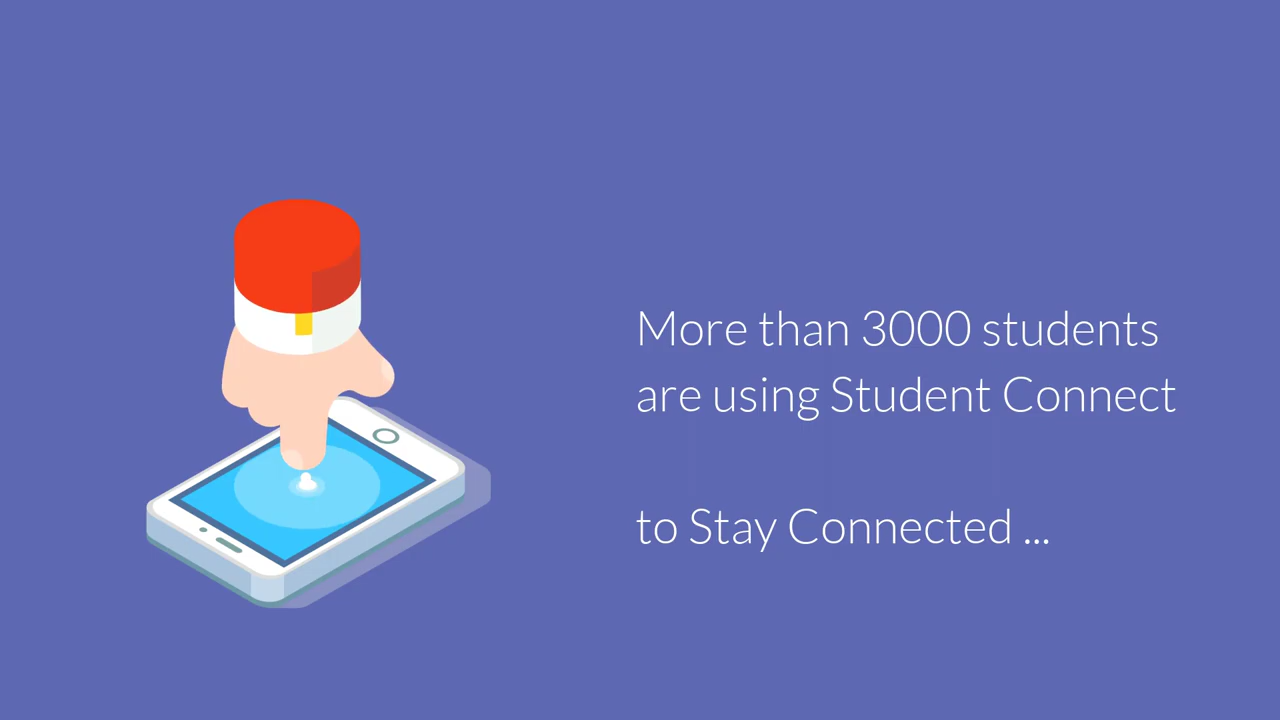 More than 3000 students
are using Student Connect
to Stay Connected ...